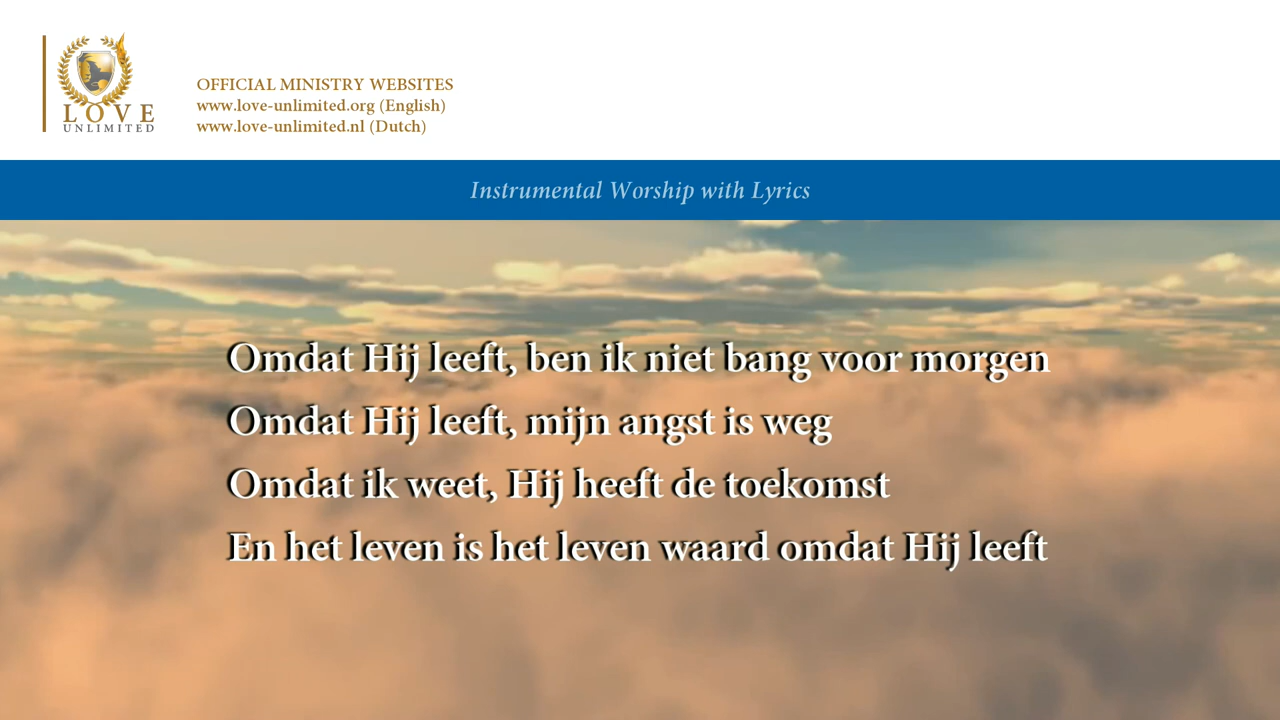 LOVE
UNLIMITED
OFFICIAL MINISTRY WEBSITES
www.love-unlimited.org (English)
www.love-unlimited.nl (Dutch)
Instrumental Worship with Lyrics
Omdat Hij leeft, ben ik niet bang voor morgen
Omdat Hij leeft, mijn angst is weg
Omdat ik weet, Hij heeft de toekomst
En het leven is het leven waard omdat Hij leeft